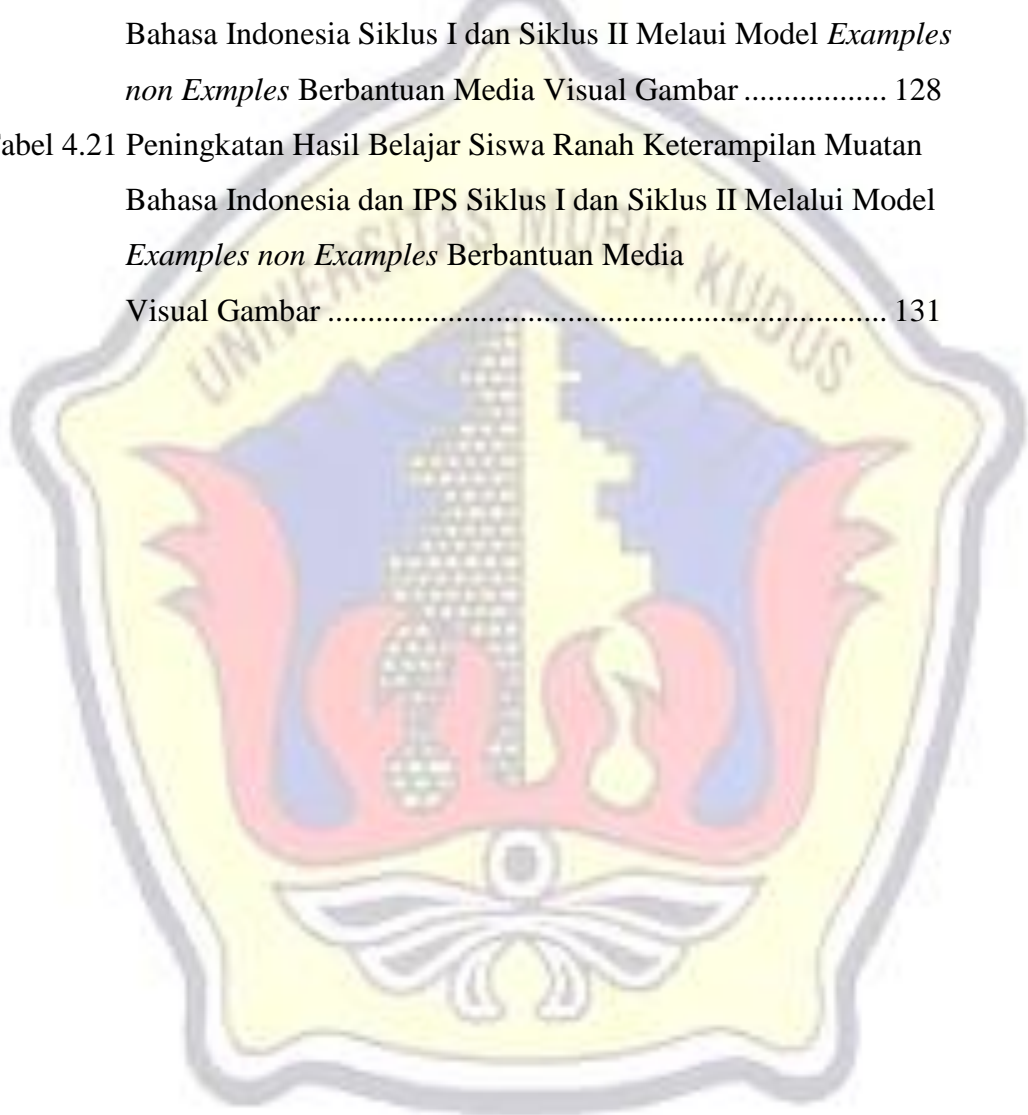 Bahasa Indonesia Siklus I dan Siklus II Melaui Model Examples
non Exmples Berbantuan Media Visual Gambar .................. 128
abel 4.21 Peningkatan Hasil Belajar Siswa Ranah Keterampilan Muatan
Bahasa Indonesia dan IPS Siklus I dan Siklus II Melalui Model
Examples non Examples Berbantuan Media
Visual Gambar ..................................................................... 131
UNIVERSITAS MURIA KUDUS